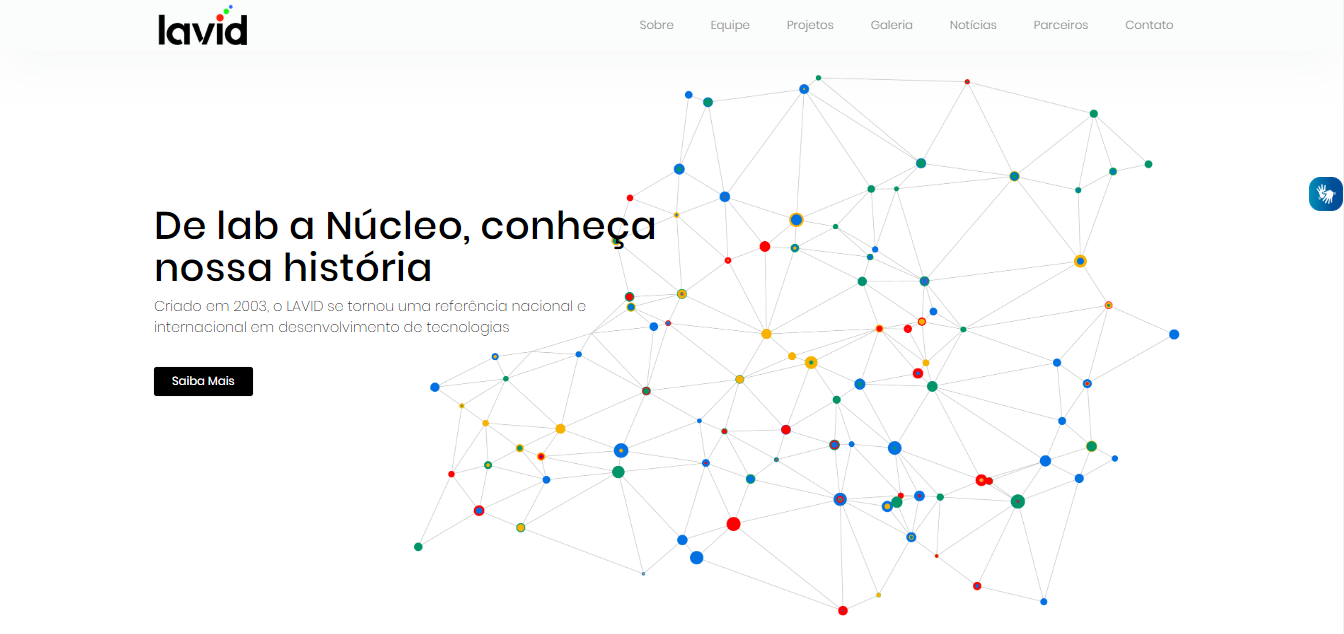 lavid
Sobre Equipe Projetos Galeria Notícias Parceiros Contato
De lab a Núcleo, conheça
nossa história
Criado em 2003, o LAVID se tornou uma referência nacional e
internacional em desenvolvimento de tecnologias
Saiba Mais